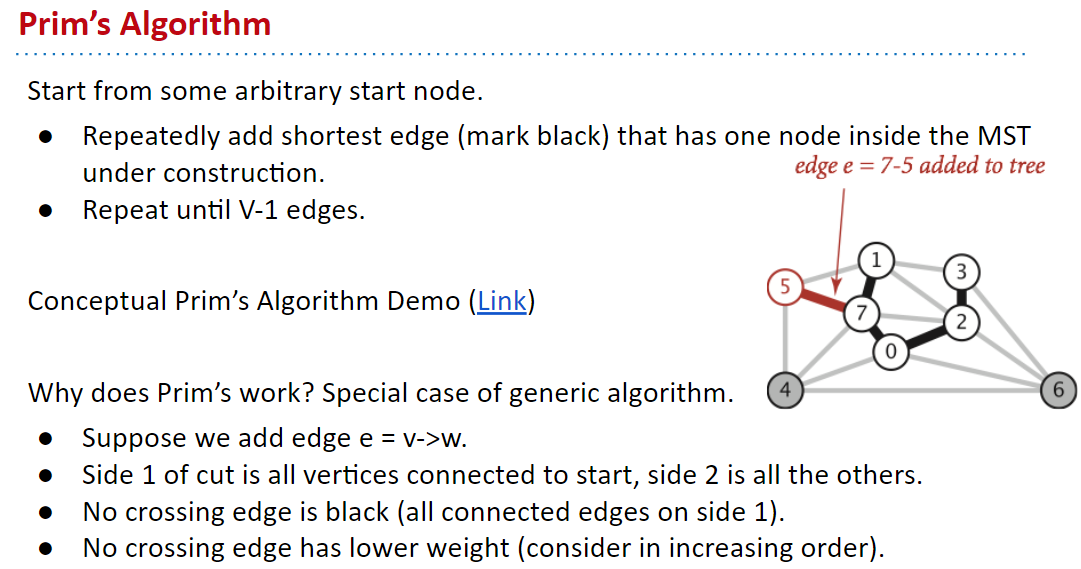 Prim's Algorithm
Start from some arbitrary start node.
● Repeatedly add shortest edge (mark black) that has one node inside the MST
under construction.
edge e = 7-5 added to tree
● Repeat until V-1 edges.
1
3
5
7
2
0
4
6
Conceptual Prim's Algorithm Demo (Link)
Why does Prim's work? Special case of generic algorithm.
● Suppose we add edge e = v->w.
● Side 1 of cut is all vertices connected to start, side 2 is all the others.
● No crossing edge is black (all connected edges on side 1).
● No crossing edge has lower weight (consider in increasing order).